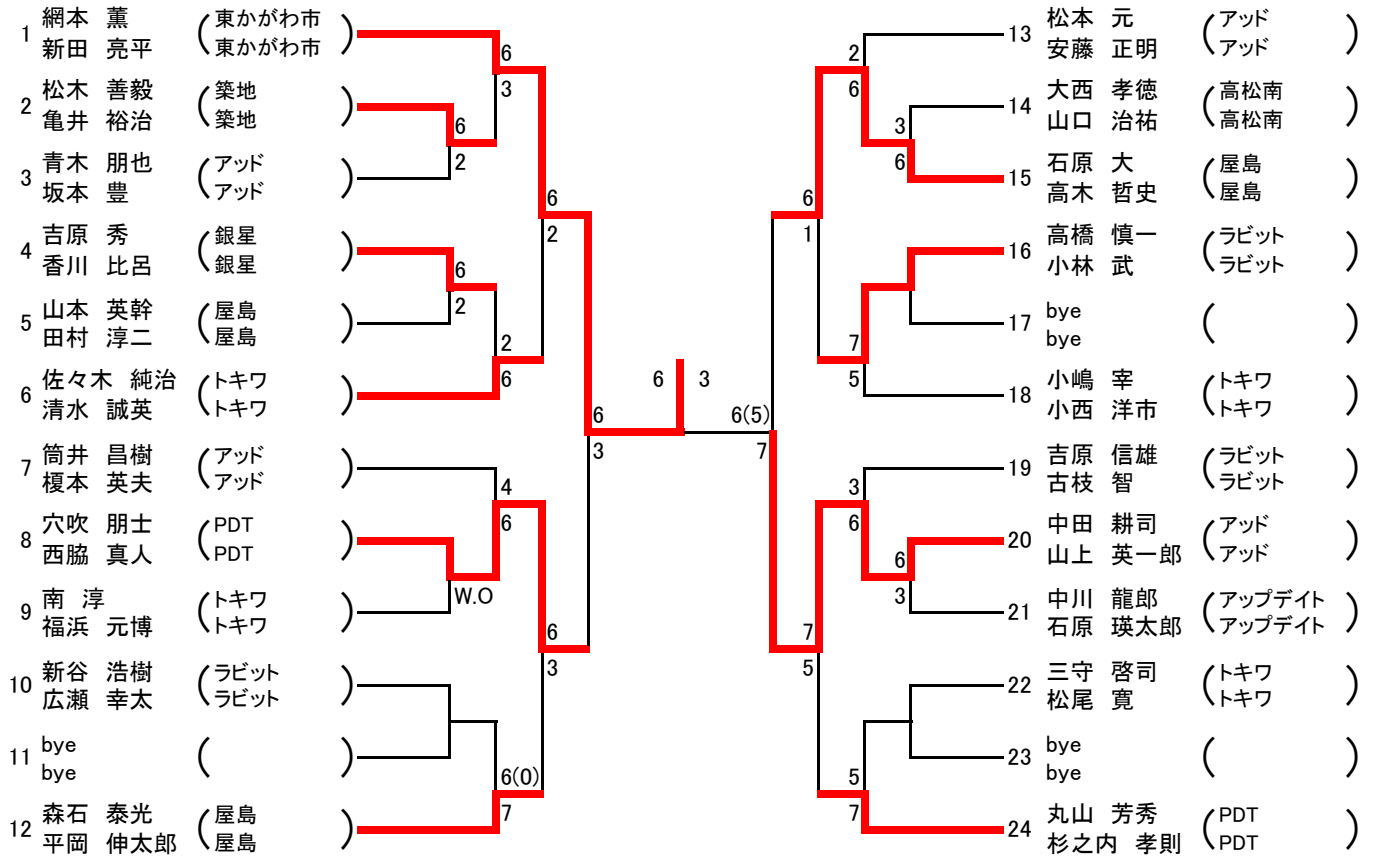 1 網本 薫 (東かがわ市
新田 亮平 東かがわ市)
2 松木 善毅 (築地
亀井 裕治 築地)
3 青木 朋也 (アッド
坂本 豊 アッド)
4 吉原 秀 (銀星
香川 比呂 銀星)
5 山本 英幹 (屋島
田村 淳二 屋島)
6 佐々木 純治 (トキワ
清水 誠英 トキワ)
7 筒井 昌樹 (アッド
榎本 英夫 アッド)
8 穴吹 朋士 (PDT
西脇 真人 PDT)
9 南 淳 (トキワ
福浜 元博 トキワ)
10 新谷 浩樹 (ラビット
広瀬 幸太 ラビット)
11 bye (
bye )
12 森石 泰光 (屋島
平岡 伸太郎 屋島)
6
3
6
2
6
2
6
2
2
6
4
6
W.O
6
3
6(0)
7
6
3
6 3
6(5)
7
2
6
3
6
6
1
7
5
3
6
6
3
7
5
5
7
13 松本 元 (アッド
安藤 正明 アッド)
14 大西 孝徳 (高松南
山口 治祐 高松南)
15 石原 大 (屋島
高木 哲史 屋島)
16 高橋 慎一 (ラビット
小林 武 ラビット)
17 bye (
bye )
18 小嶋 宰 (トキワ
小西 洋市 トキワ)
19 吉原 信雄 (ラビット
古枝 智 ラビット)
20 中田 耕司 (アッド
山上 英一郎 アッド)
21 中川 龍郎 (アップデイト
石原 瑛太郎 アップデイト)
22 三守 啓司 (トキワ
松尾 寛 トキワ)
23 bye (
bye )
24 丸山 芳秀 (PDT
杉之内 孝則 PDT)